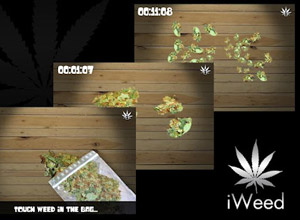 00:11:08
00:01:07
TOUCH WEED IN THE BAG...
iWeed